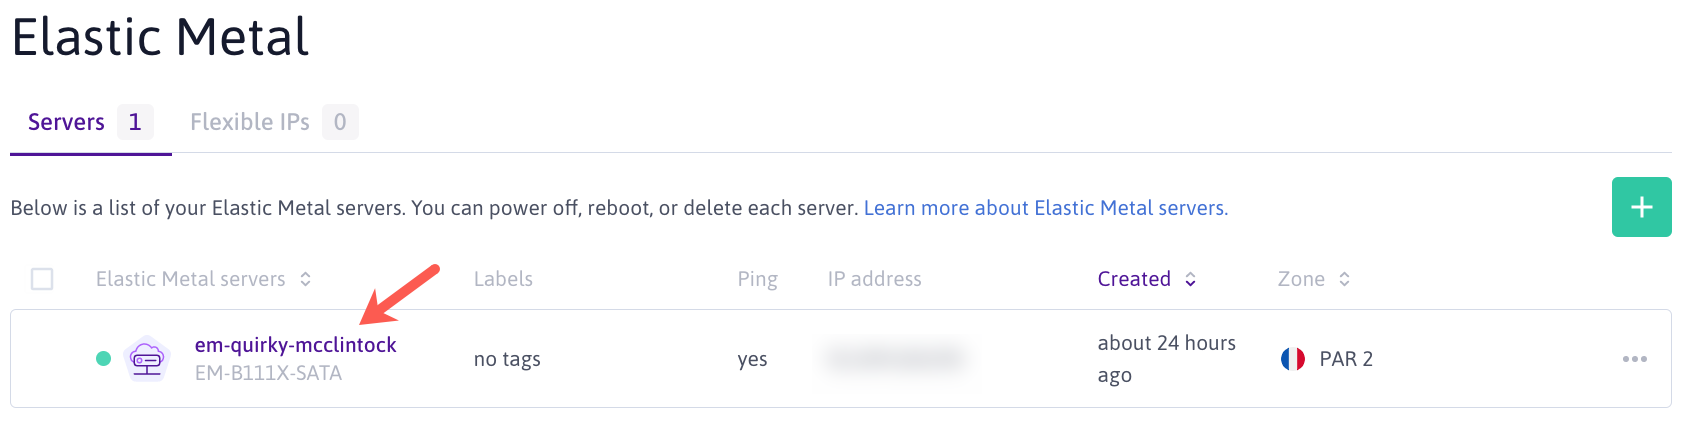 Elastic Metal
Servers 1 Flexible IPs 0
Below is a list of your Elastic Metal servers. You can power off, reboot, or delete each server. Learn more about Elastic Metal servers.
Elastic Metal servers Labels Ping IP address Created Zone
em-quirky-mcclintock
EM-B111X-SATA
no tags
yes
about 24 hours
ago
PAR 2